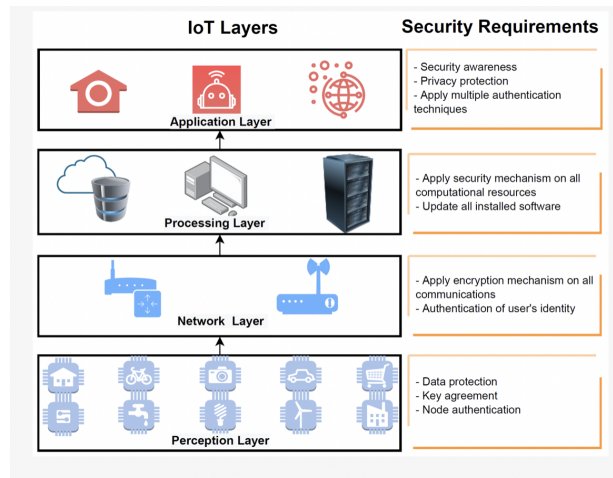 IoT Layers
Security Requirements
Application Layer
- Security awareness
- Privacy protection
- Apply multiple authentication
techniques
Processing Layer
- Apply security mechanism on all
computational resources
- Update all installed software
Network Layer
- Apply encryption mechanism on all
communications
- Authentication of user's identity
Perception Layer
- Data protection
- Key agreement
- Node authentication